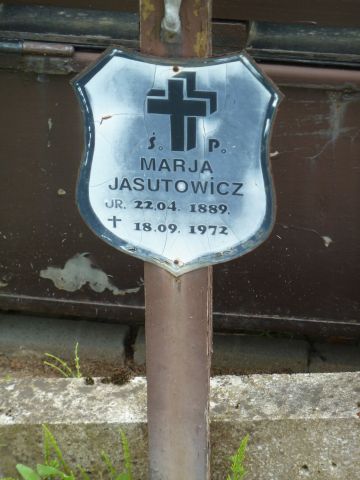 Ś. P.
MARJA
JASUTOWICZ
UR. 22.04. 1889.
✝ 18.09. 1972